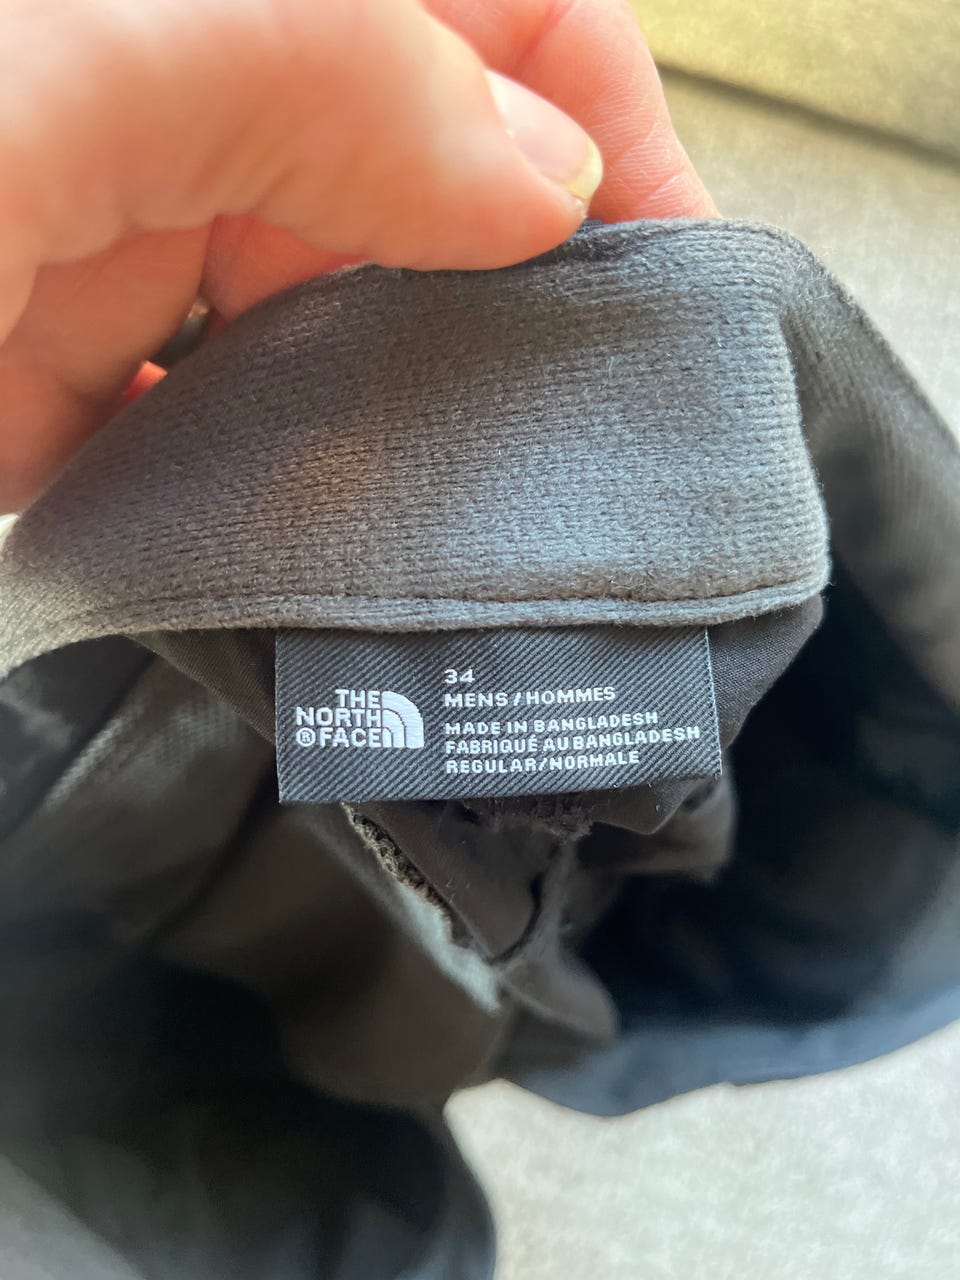 THE
NORTH
®FACE
34
MENS/HOMMES
MADE IN BANGLADESH
FABRIQUÉ AU BANGLADESH
REGULAR/NORMALE